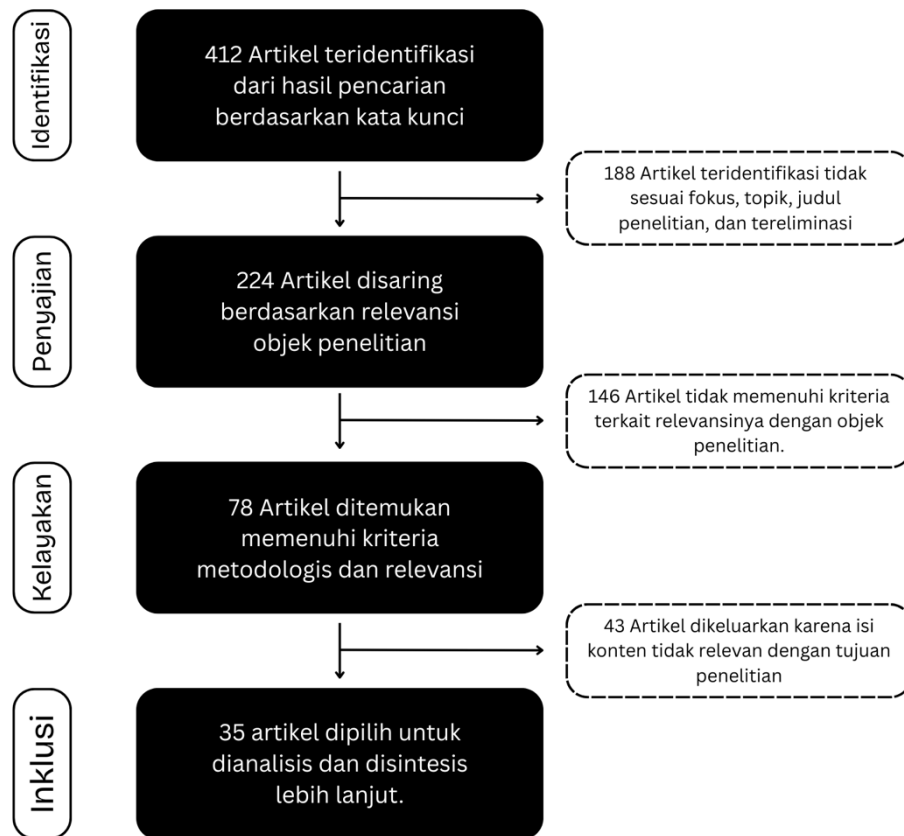 Identifikasi
412 Artikel teridentifikasi
dari hasil pencarian
berdasarkan kata kunci
188 Artikel teridentifikasi tidak
sesuai fokus, topik, judul
penelitian, dan tereliminasi
Penyajian
224 Artikel disaring
berdasarkan relevansi
objek penelitian
146 Artikel tidak memenuhi kriteria
terkait relevansinya dengan objek
penelitian.
Kelayakan
78 Artikel ditemukan
memenuhi kriteria
metodologis dan relevansi
43 Artikel dikeluarkan karena isi
konten tidak relevan dengan tujuan
penelitian
Inklusi
35 artikel dipilih untuk
dianalisis dan disintesis
lebih lanjut.